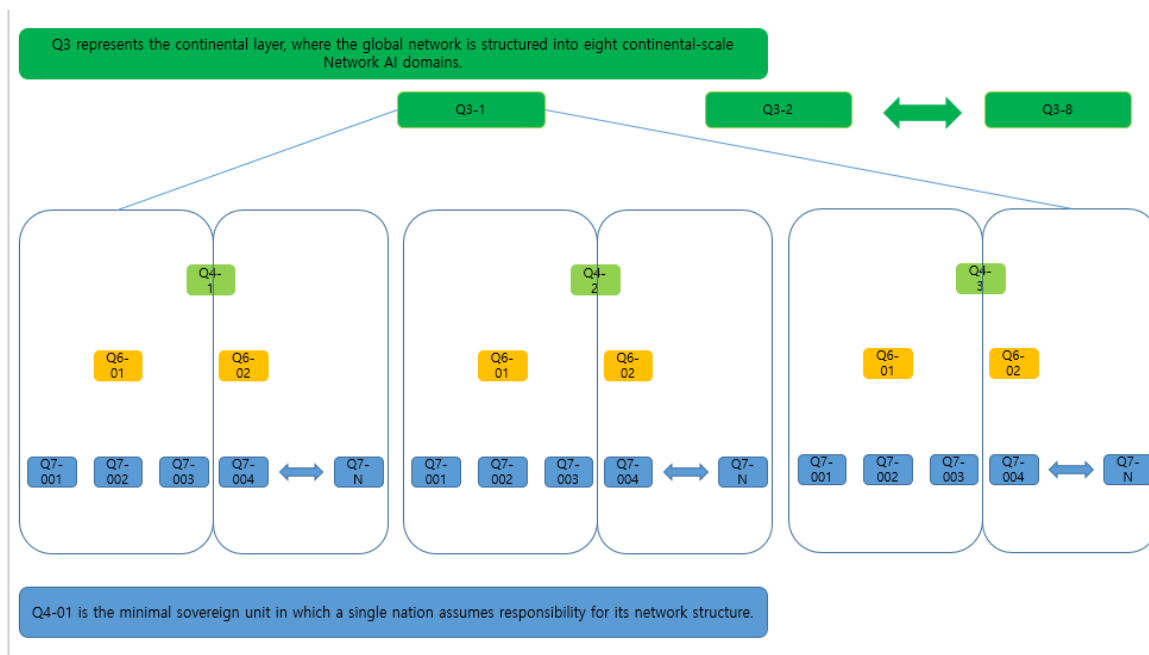 Q3 represents the continental layer, where the global network is structured into eight continental-scale
Network AI domains.
Q3-1
Q3-2
Q3-8
Q4-
1
Q4-
2
Q4-
3
Q6-
01
Q6-
02
Q6-
01
Q6-
02
Q6-
01
Q6-
02
Q7-
001
Q7-
002
Q7-
003
Q7-
004
Q7-
N
Q7-
001
Q7-
002
Q7-
003
Q7-
004
Q7-
N
Q7-
001
Q7-
002
Q7-
003
Q7-
004
Q7-
N
Q4-01 is the minimal sovereign unit in which a single nation assumes responsibility for its network structure.